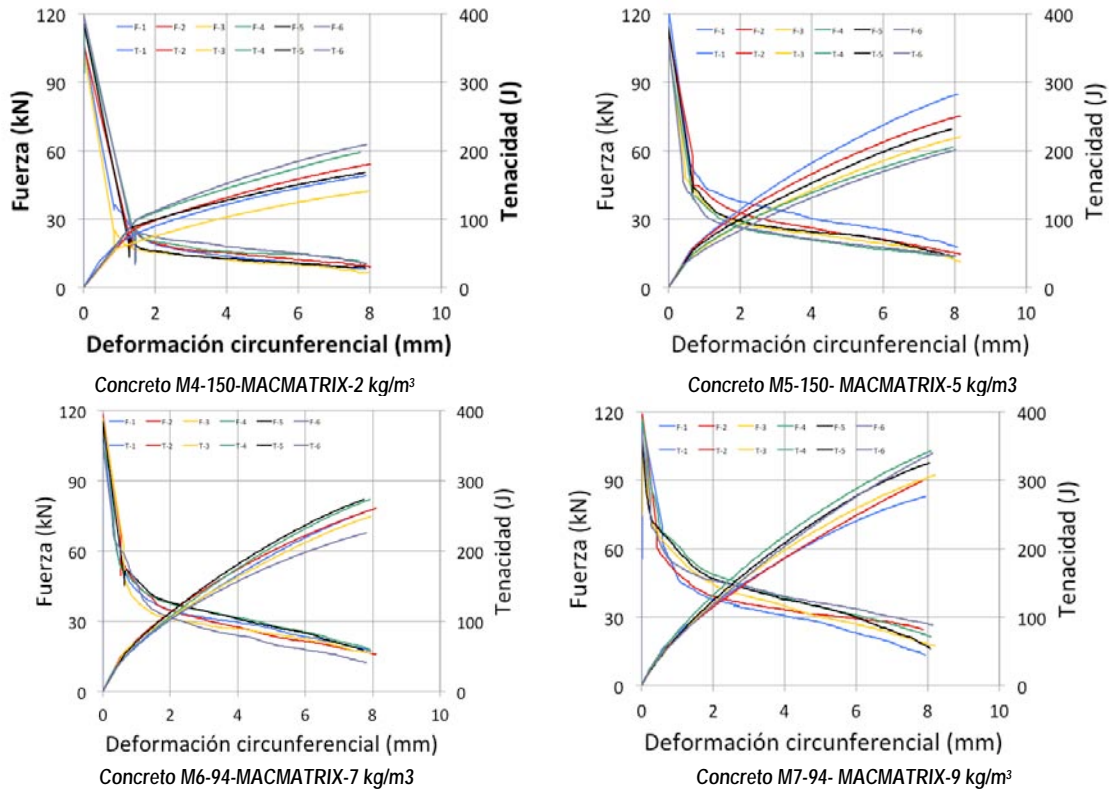 F-1 F-2 F-3 F-4 F-5 F-6
T-1 T-2 T-3 T-4 T-5 T-6
120 90 60 30 0
Fuerza (kN)
400 300 200 100 0
Tenacidad (J)
0 2 4 6 8 10
Deformación circunferencial (mm)
Concreto M4-150-MACMATRIX-2 kg/m³
F-1 F-2 F-3 F-4 F-5 F-6
T-1 T-2 T-3 T-4 T-5 T-6
120 90 60 30 0
Fuerza (kN)
400 300 200 100 0
Tenacidad (J)
0 2 4 6 8 10
Deformación circunferencial (mm)
Concreto M5-150- MACMATRIX-5 kg/m3
F-1 F-2 F-3 F-4 F-5 F-6
T-1 T-2 T-3 T-4 T-5 T-6
120 90 60 30 0
Fuerza (kN)
400 300 200 100 0
Tenacidad (J)
0 2 4 6 8 10
Deformación circunferencial (mm)
Concreto M6-94-MACMATRIX-7 kg/m3
F-1 F-2 F-3 F-4 F-5 F-6
T-1 T-2 T-3 T-4 T-5 T-6
120 90 60 30 0
Fuerza (kN)
400 300 200 100 0
Tenacidad (J)
0 2 4 6 8 10
Deformación circunferencial (mm)
Concreto M7-94- MACMATRIX-9 kg/m³